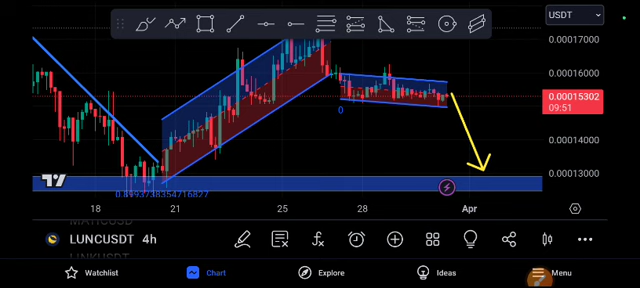 USDT
0.00017000
0.00016000
0.00015302
09:51
0.00014000
0.00013000
0
0.8193738354716827
18 21 25 28 Apr
LUNCUSDT 4h
Watchlist Chart Explore Ideas Menu